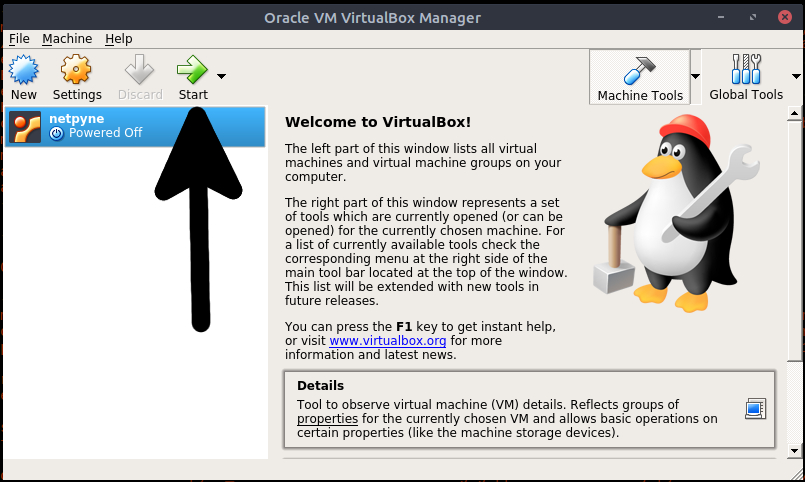 Oracle VM VirtualBox Manager
File Machine Help
New Settings Discard Start Machine Tools Global Tools
netpyne
Powered Off
Welcome to VirtualBox!
The left part of this window lists all virtual
machines and virtual machine groups on your
computer.
The right part of this window represents a set
of tools which are currently opened (or can be
opened) for the currently chosen machine. For
a list of currently available tools check the
corresponding menu at the right side of the
main tool bar located at the top of the window.
This list will be extended with new tools in
future releases.
You can press the F1 key to get instant help,
or visit www.virtualbox.org for more
information and latest news.
Details
Tool to observe virtual machine (VM) details. Reflects groups of
properties for the currently chosen VM and allows basic operations on
certain properties (like the machine storage devices).